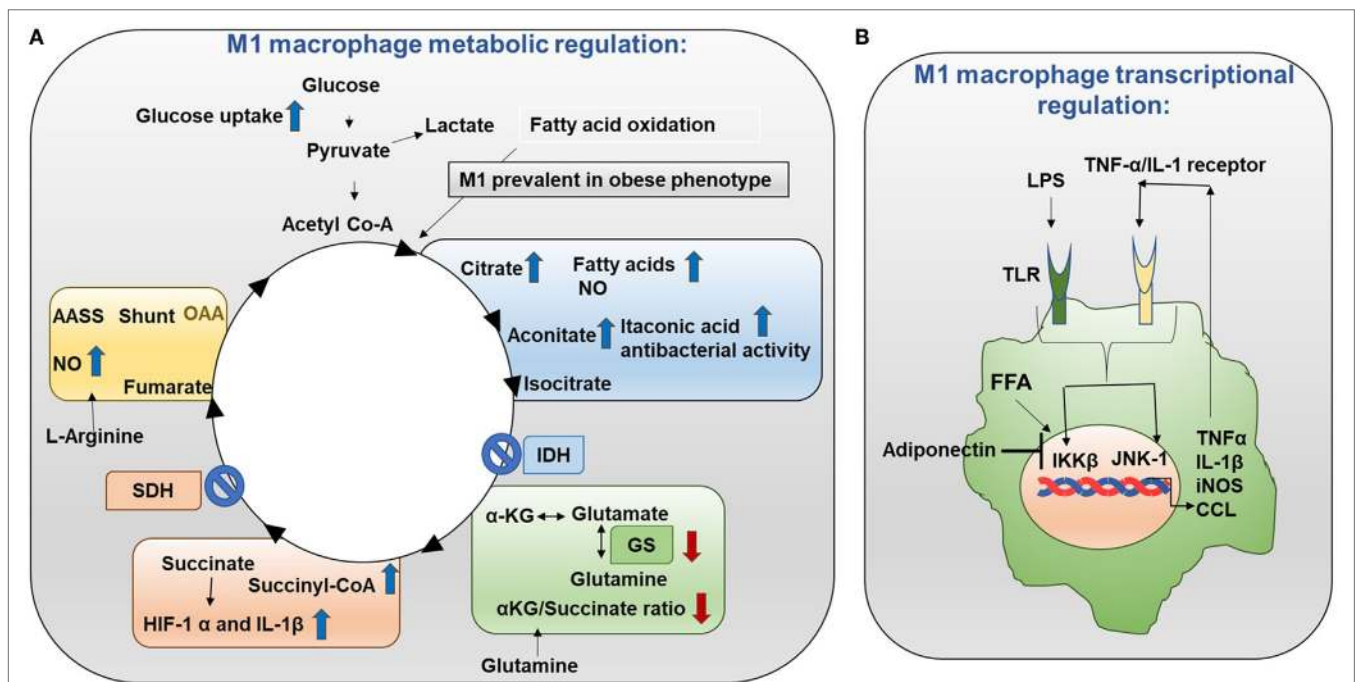 A
M1 macrophage metabolic regulation:
Glucose
Glucose uptake
Lactate
Pyruvate
Fatty acid oxidation
M1 prevalent in obese phenotype
Acetyl Co-A
Citrate
Fatty acids
NO
Aconitate
Itaconic acid
antibacterial activity
Isocitrate
AASS Shunt OAA
NO
Fumarate
L-Arginine
IDH
SDH
α-KG
Glutamate
GS
Glutamine
αKG/Succinate ratio
Glutamine
Succinate
Succinyl-CoA
HIF-1 α and IL-1β
B
M1 macrophage transcriptional
regulation:
TNF-α/IL-1 receptor
LPS
TLR
FFA
Adiponectin
IKKβ
JNK-1
TNFα
IL-1β
iNOS
CCL